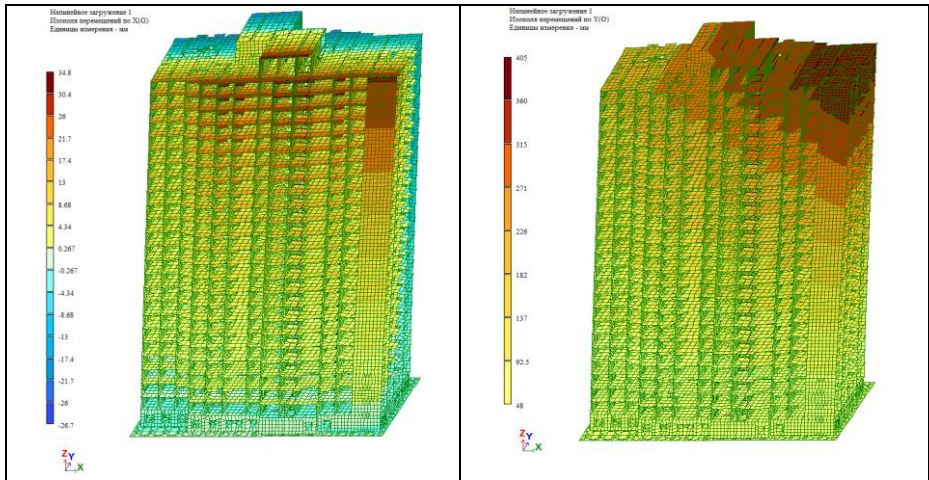 Нелинейное загружение 1
Изополя перемещений по X(G)
Единицы измерения - мм
34.8
30.4
26
21.7
17.4
13
8.68
4.34
0.267
-0.267
-4.34
-8.68
-13
-17.4
-21.7
-26
-26.7
Z
Y
X
Нелинейное загружение 1
Изополя перемещений по Y(G)
Единицы измерения - мм
405
360
315
271
226
182
137
92.5
48
Z
Y
X